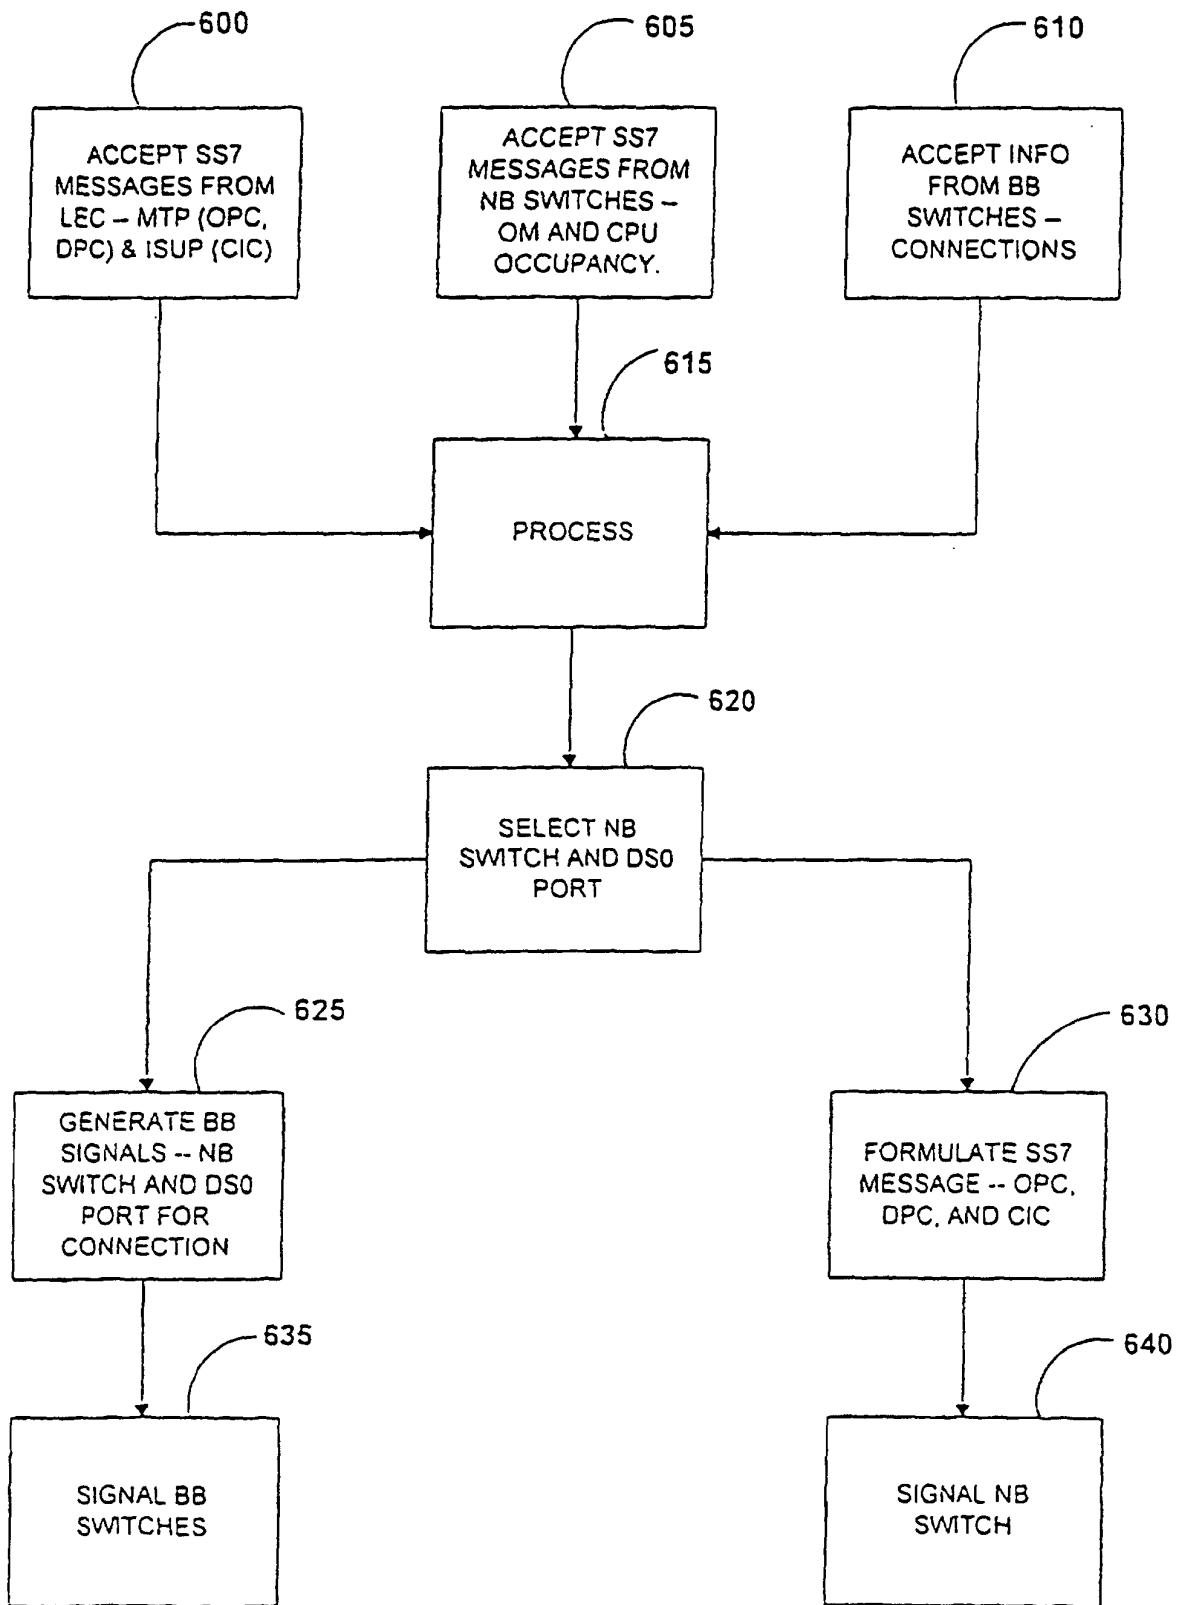 600
605
610
ACCEPT SS7
MESSAGES FROM
LEC – MTP (OPC,
DPC) & ISUP (CIC)
ACCEPT SS7
MESSAGES FROM
NB SWITCHES –
OM AND CPU
OCCUPANCY.
ACCEPT INFO
FROM BB
SWITCHES –
CONNECTIONS
615
PROCESS
620
SELECT NB
SWITCH AND DS0
PORT
625
630
GENERATE BB
SIGNALS -- NB
SWITCH AND DS0
PORT FOR
CONNECTION
FORMULATE SS7
MESSAGE -- OPC,
DPC, AND CIC
635
640
SIGNAL BB
SWITCHES
SIGNAL NB
SWITCH